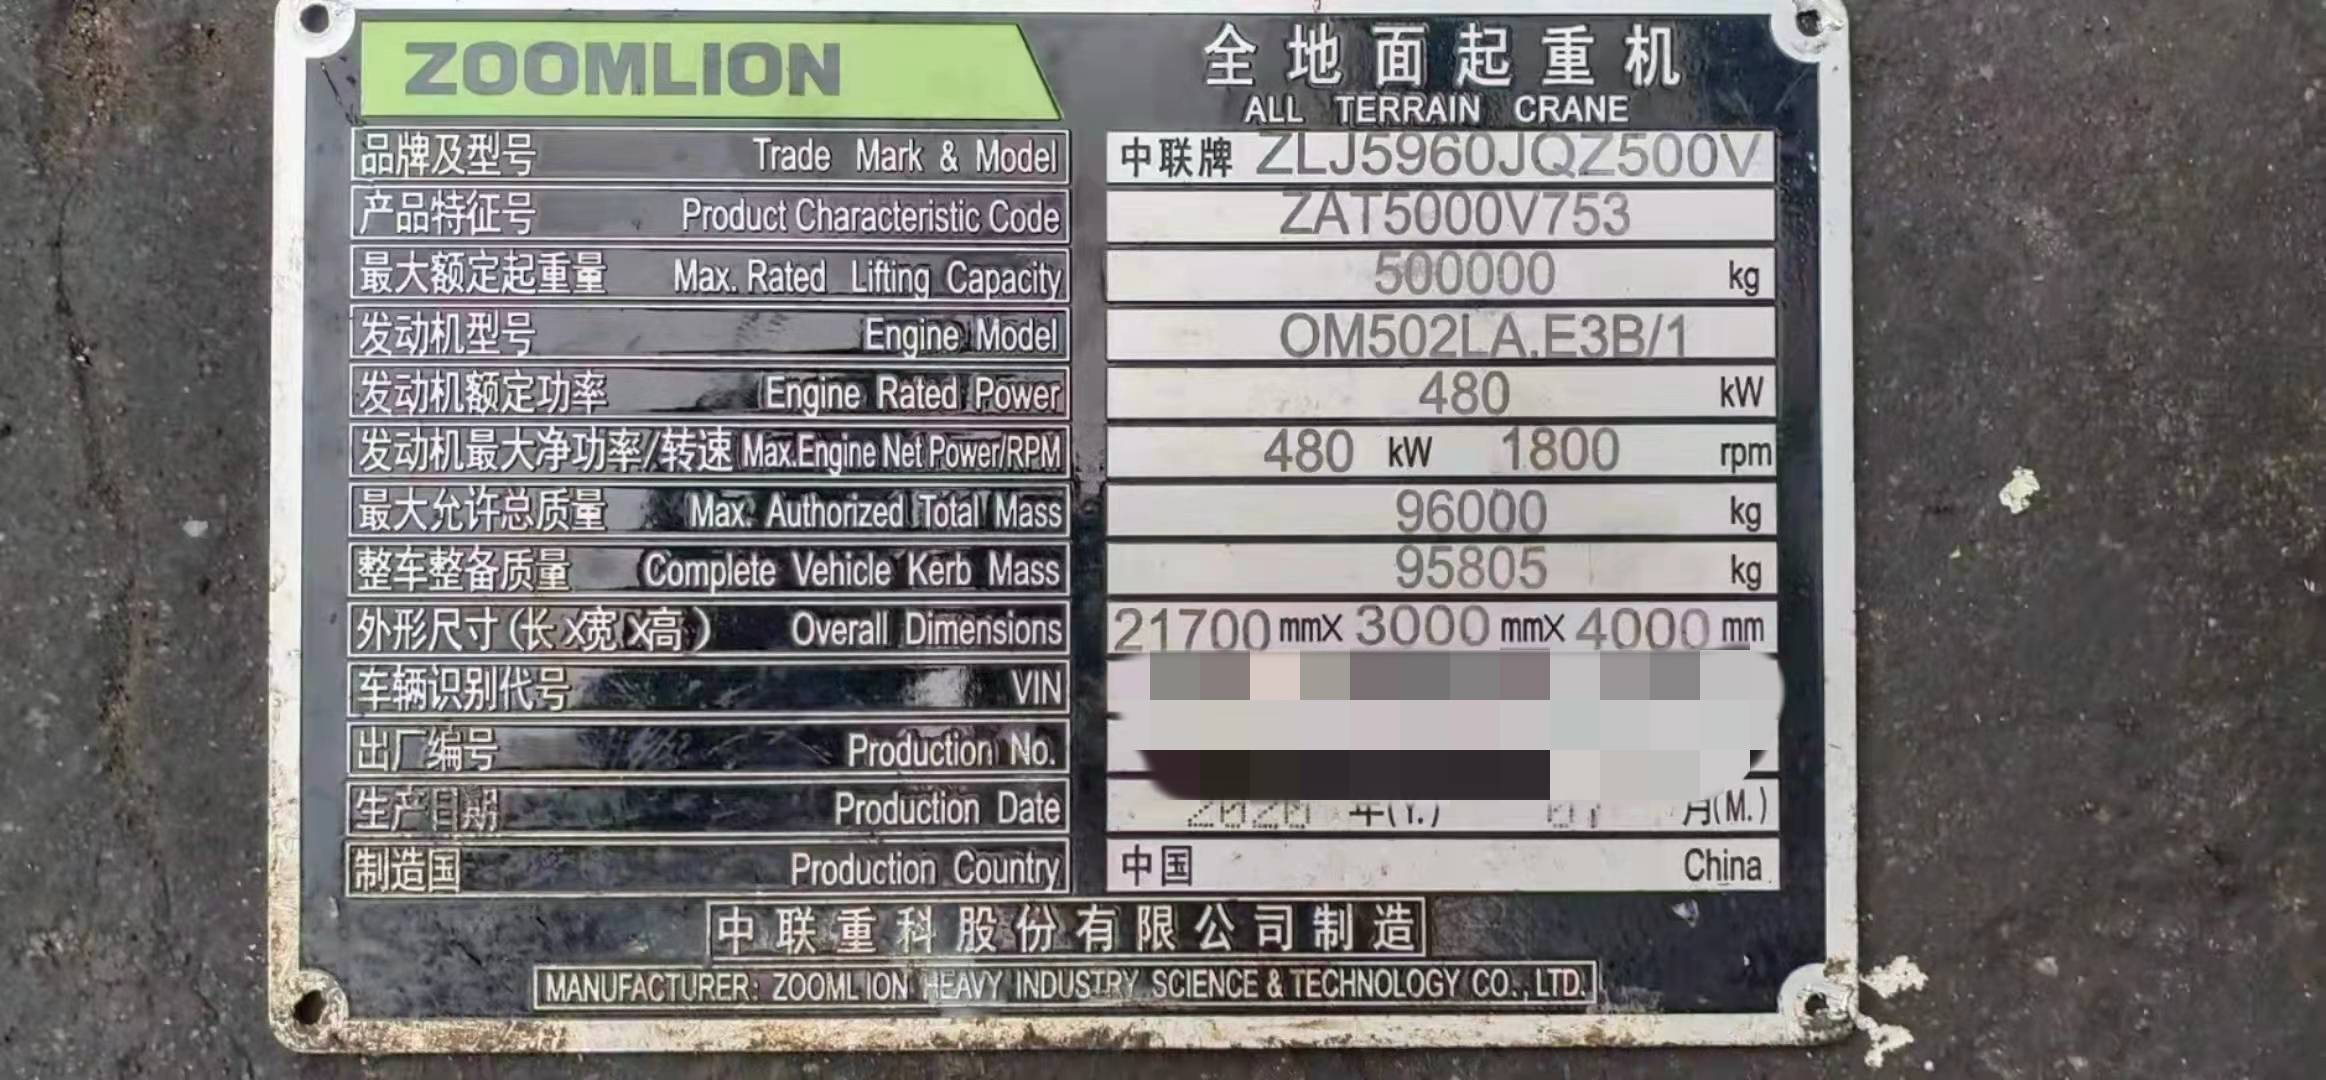 ZOOMLION
全地面起重机
ALL TERRAIN CRANE
品牌及型号 Trade Mark & Model 中联牌 ZLJ5960JQZ500V
产品特征号 Product Characteristic Code ZAT5000V753
最大额定起重量 Max. Rated Lifting Capacity 500000 kg
发动机型号 Engine Model OM502LA.E3B/1
发动机额定功率 Engine Rated Power 480 kW
发动机最大净功率/转速 Max.Engine Net Power/RPM 480 kW 1800 rpm
最大允许总质量 Max. Authorized Total Mass 96000 kg
整车整备质量 Complete Vehicle Kerb Mass 95805 kg
外形尺寸(长X宽X高) Overall Dimensions 21700 mmX 3000 mmX 4000 mm
车辆识别代号 VIN
出厂编号 Production No.
生产日期 Production Date 2020 年(Y.) 月(M.)
制造国 Production Country 中国 China
中联重科股份有限公司制造
MANUFACTURER: ZOOMLION HEAVY INDUSTRY SCIENCE & TECHNOLOGY CO., LTD.